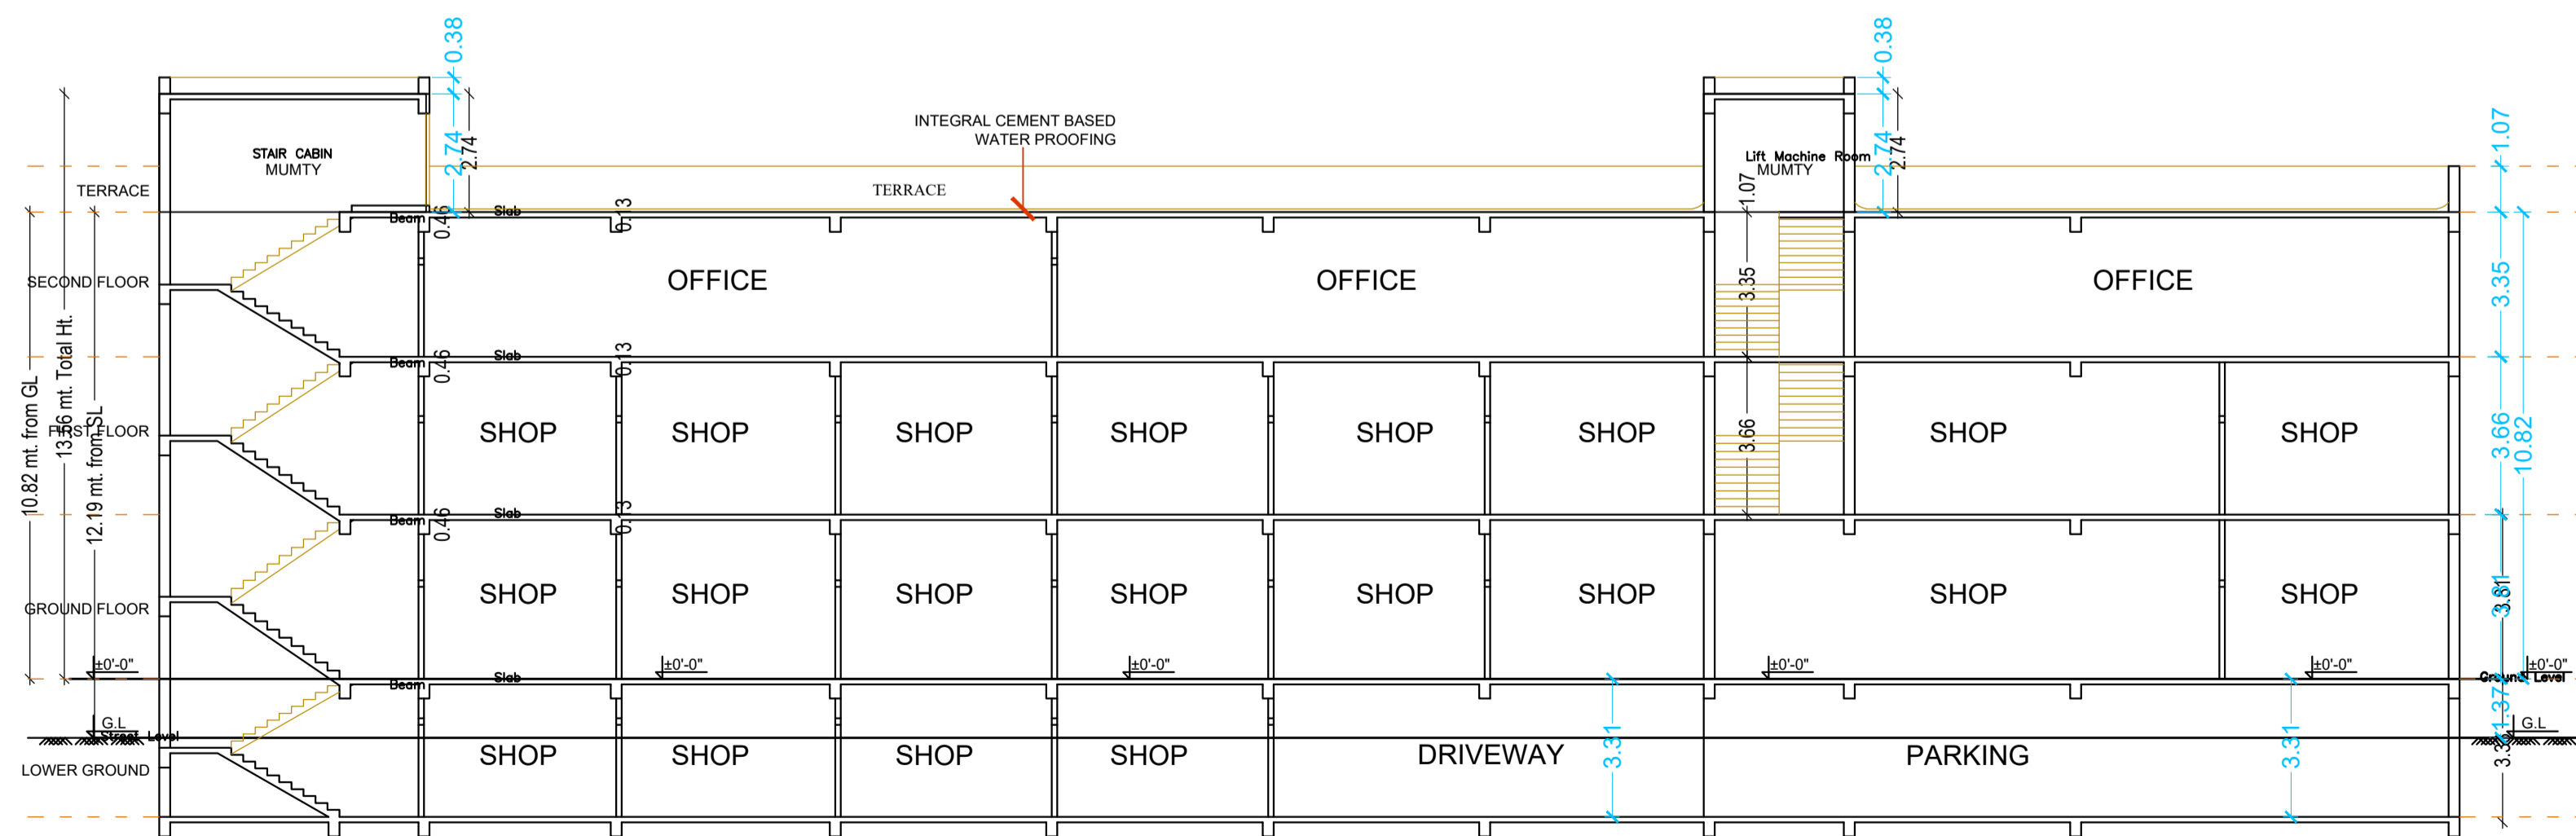 0.38
0.38
INTEGRAL CEMENT BASED
WATER PROOFING
1.07
STAIR CABIN
MUMTY
2.74
2.74
Lift Machine Room
MUMTY
2.74
2.74
TERRACE
TERRACE
1.07
Beam
0.46
Slab
0.13
SECOND FLOOR
OFFICE
OFFICE
3.35
OFFICE
3.35
Beam
0.46
Slab
0.13
10.82 mt. from GL
13.56 mt. Total Ht.
12.19 mt. from SL
FIRST FLOOR
SHOP
SHOP
SHOP
SHOP
SHOP
SHOP
3.66
SHOP
SHOP
3.66
10.82
Beam
0.46
Slab
0.13
GROUND FLOOR
SHOP
SHOP
SHOP
SHOP
SHOP
SHOP
SHOP
SHOP
3.81
3.81
±0'-0"
±0'-0"
±0'-0"
±0'-0"
±0'-0"
±0'-0"
Beam
Slab
Ground Level
G.L
Street Level
1.37
G.L
LOWER GROUND
SHOP
SHOP
SHOP
SHOP
DRIVEWAY
3.31
PARKING
3.31